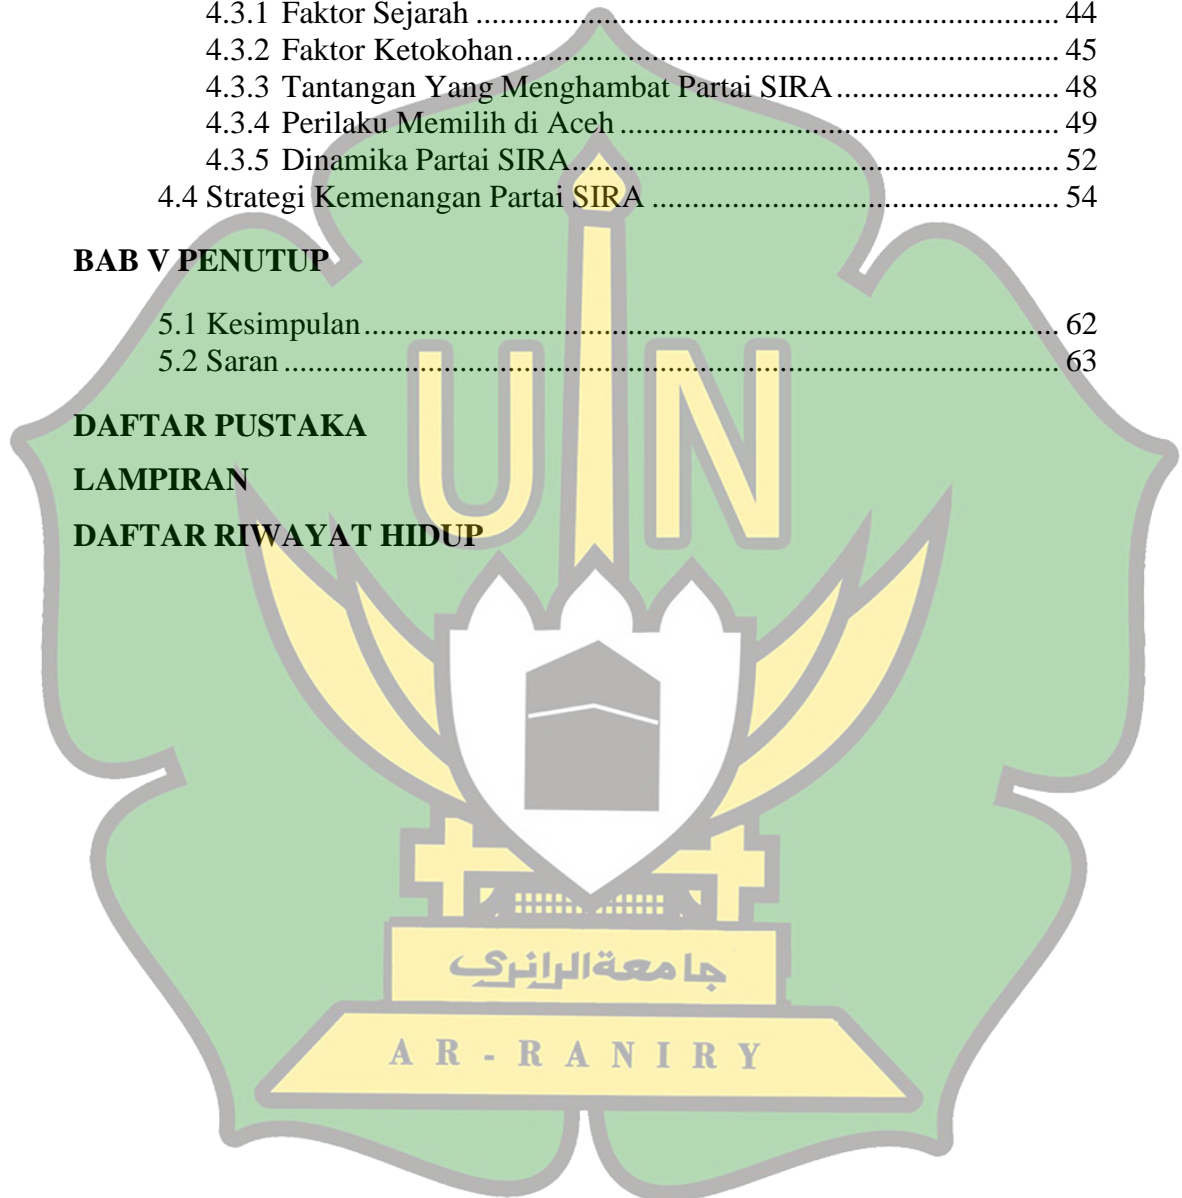 4.3.1 Faktor Sejarah ........................................................................ 44
4.3.2 Faktor Ketokohan................................................................... 45
4.3.3 Tantangan Yang Menghambat Partai SIRA............................ 48
4.3.4 Perilaku Memilih di Aceh ...................................................... 49
4.3.5 Dinamika Partai SIRA............................................................ 52
4.4 Strategi Kemenangan Partai SIRA .................................................. 54
BAB V PENUTUP
5.1 Kesimpulan...................................................................................... 62
5.2 Saran ................................................................................................ 63
UIN
DAFTAR PUSTAKA
LAMPIRAN
DAFTAR RIWAYAT HIDUP
جامعةالرانري
AR-RANIRY